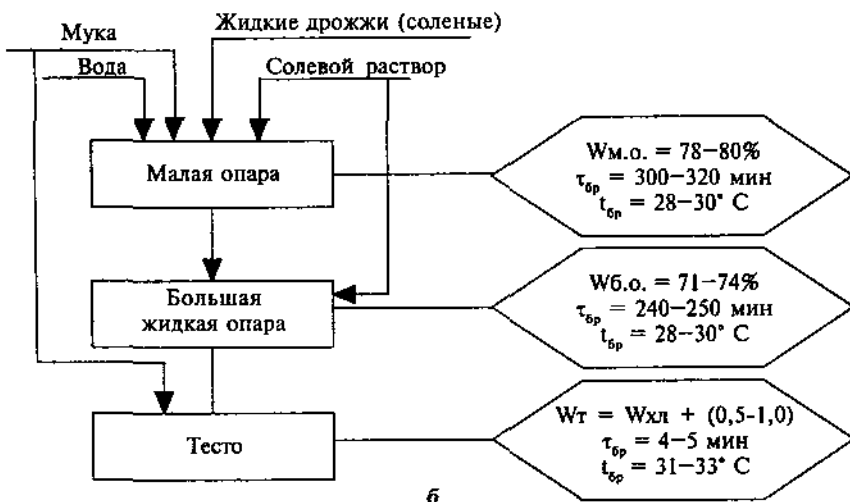 Жидкие дрожжи (соленые)
Мука
Вода
Солевой раствор
Малая опара
Wм.о. = 78–80%
τбр = 300–320 мин
tбр = 28–30° С
Большая
жидкая опара
Wб.о. = 71–74%
τбр = 240–250 мин
tбр = 28–30° С
Тесто
Wт = Wхл + (0,5-1,0)
τбр = 4–5 мин
tбр = 31–33° С
б